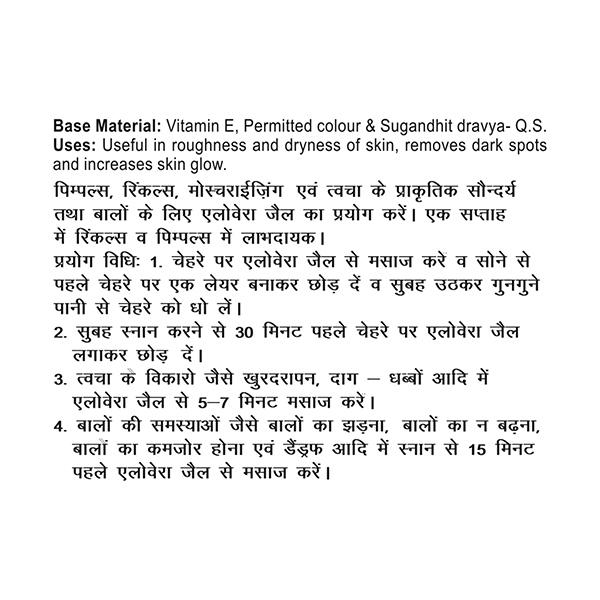 Base Material: Vitamin E, Permitted colour & Sugandhit dravya- Q.S.
Uses: Useful in roughness and dryness of skin, removes dark spots
and increases skin glow.
पिम्पल्स, रिंकल्स, मोस्चराईज़िंग एवं त्वचा के प्राकृतिक सौन्दर्य
तथा बालों के लिए एलोवेरा जैल का प्रयोग करें। एक सप्ताह
में रिंकल्स व पिम्पल्स में लाभदायक।
प्रयोग विधिः 1. चेहरे पर एलोवेरा जैल से मसाज करे व सोने से
पहले चेहरे पर एक लेयर बनाकर छोड़ दें व सुबह उठकर गुनगुने
पानी से चेहरे को धो लें।
2. सुबह स्नान करने से 30 मिनट पहले चेहरे पर एलोवेरा जैल
लगाकर छोड़ दें।
3. त्वचा के विकारो जैसे खुरदरापन, दाग – धब्बों आदि में
एलोवेरा जैल से 5–7 मिनट मसाज करें।
4. बालों की समस्याओं जैसे बालों का झड़ना, बालों का न बढ़ना,
बालों का कमजोर होना एवं डैंड्रफ आदि में स्नान से 15 मिनट
पहले एलोवेरा जैल से मसाज करें।